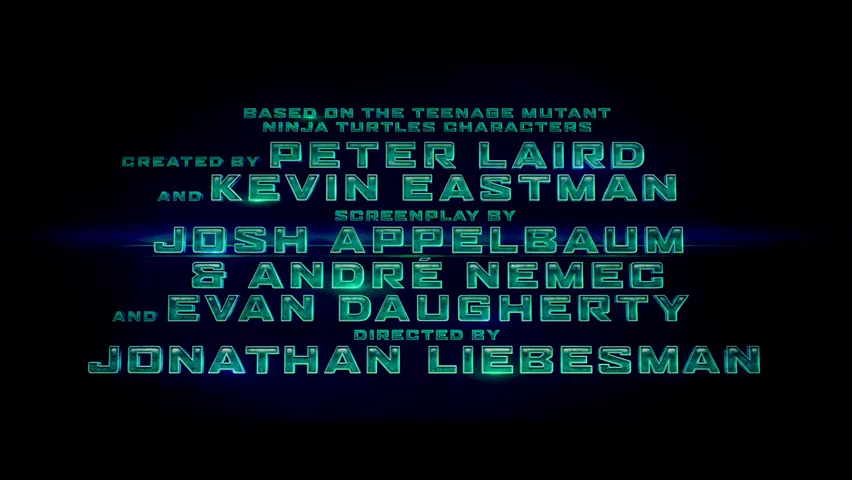 BASED ON THE TEENAGE MUTANT
NINJA TURTLES CHARACTERS
CREATED BY PETER LAIRD
AND KEVIN EASTMAN
SCREENPLAY BY
JOSH APPELBAUM
& ANDRÉ NEMEC
AND EVAN DAUGHERTY
DIRECTED BY
JONATHAN LIEBESMAN